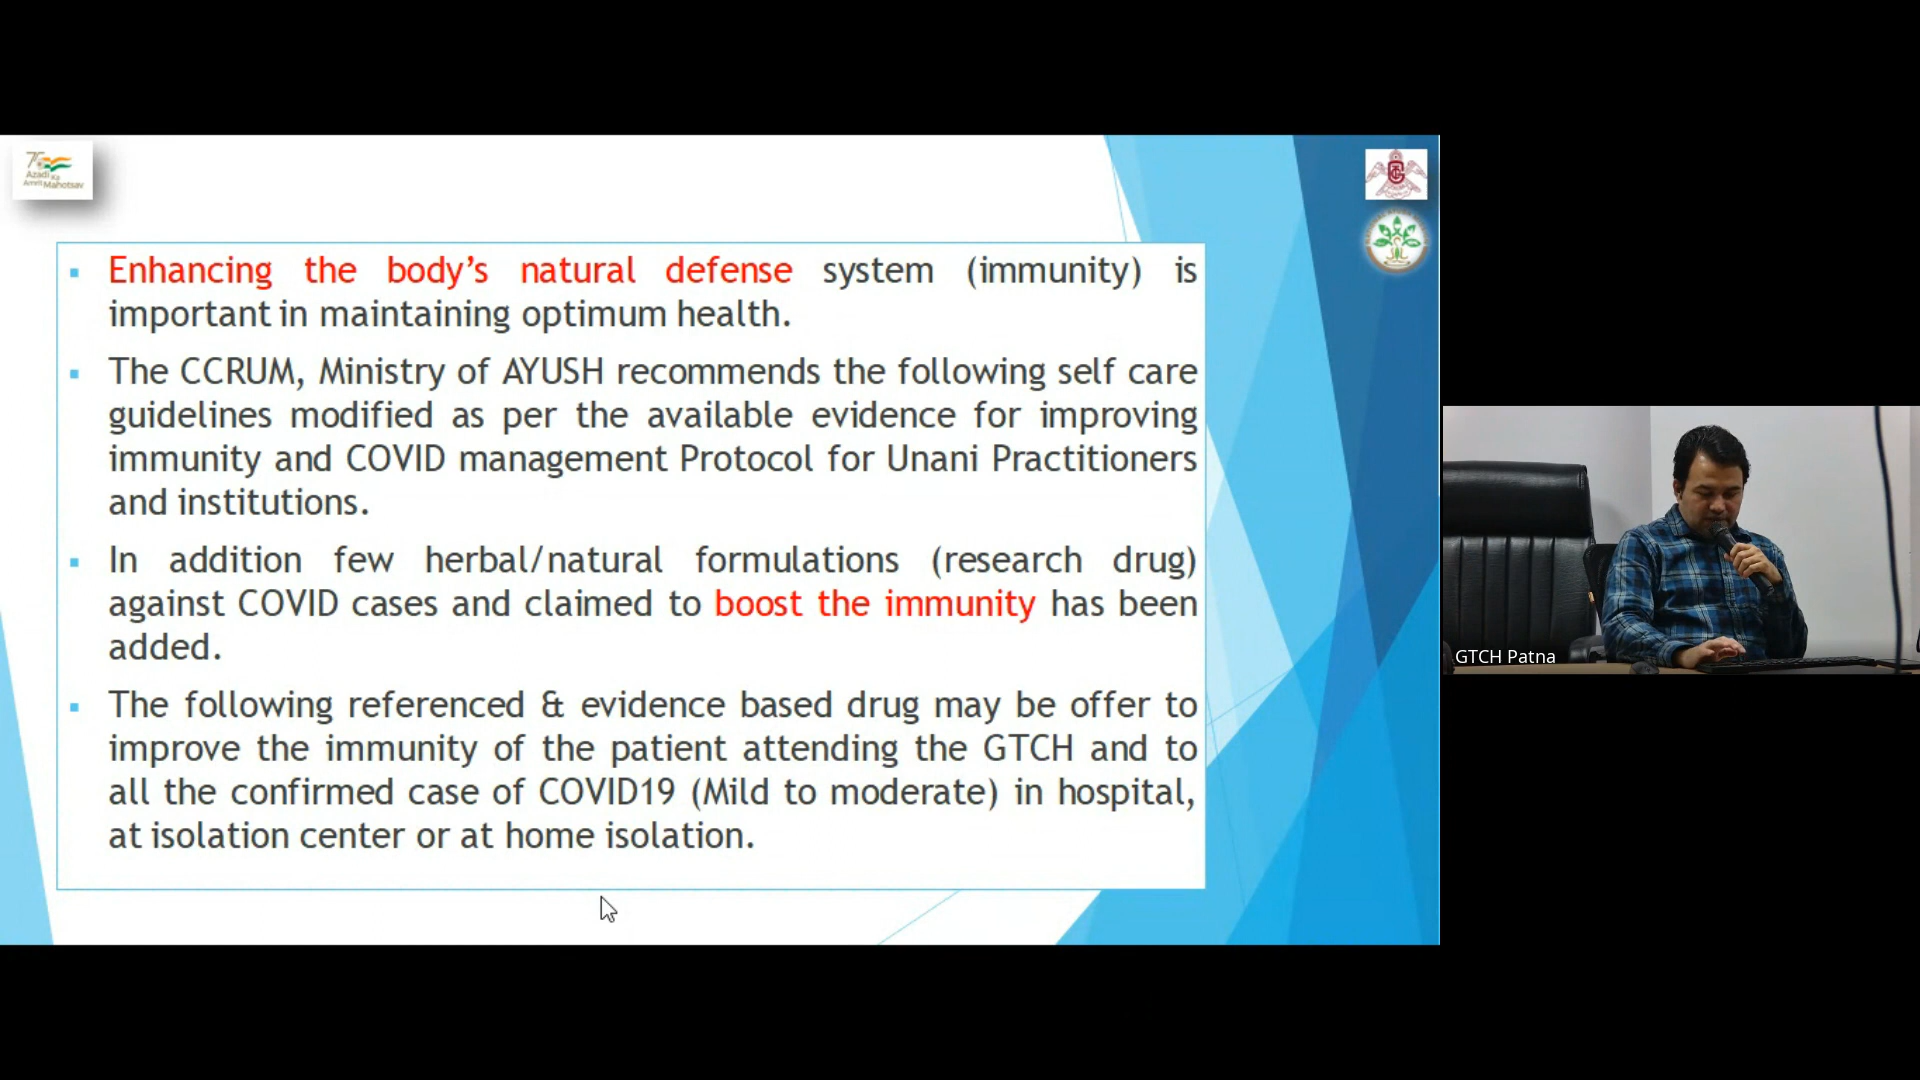 75
Azadi Ka
Amrit Mahotsav
Enhancing the body's natural defense system (immunity) is
important in maintaining optimum health.
The CCRUM, Ministry of AYUSH recommends the following self care
guidelines modified as per the available evidence for improving
immunity and COVID management Protocol for Unani Practitioners
and institutions.
In addition few herbal/natural formulations (research drug)
against COVID cases and claimed to boost the immunity has been
added.
The following referenced & evidence based drug may be offer to
improve the immunity of the patient attending the GTCH and to
all the confirmed case of COVID19 (Mild to moderate) in hospital,
at isolation center or at home isolation.
GTCH Patna